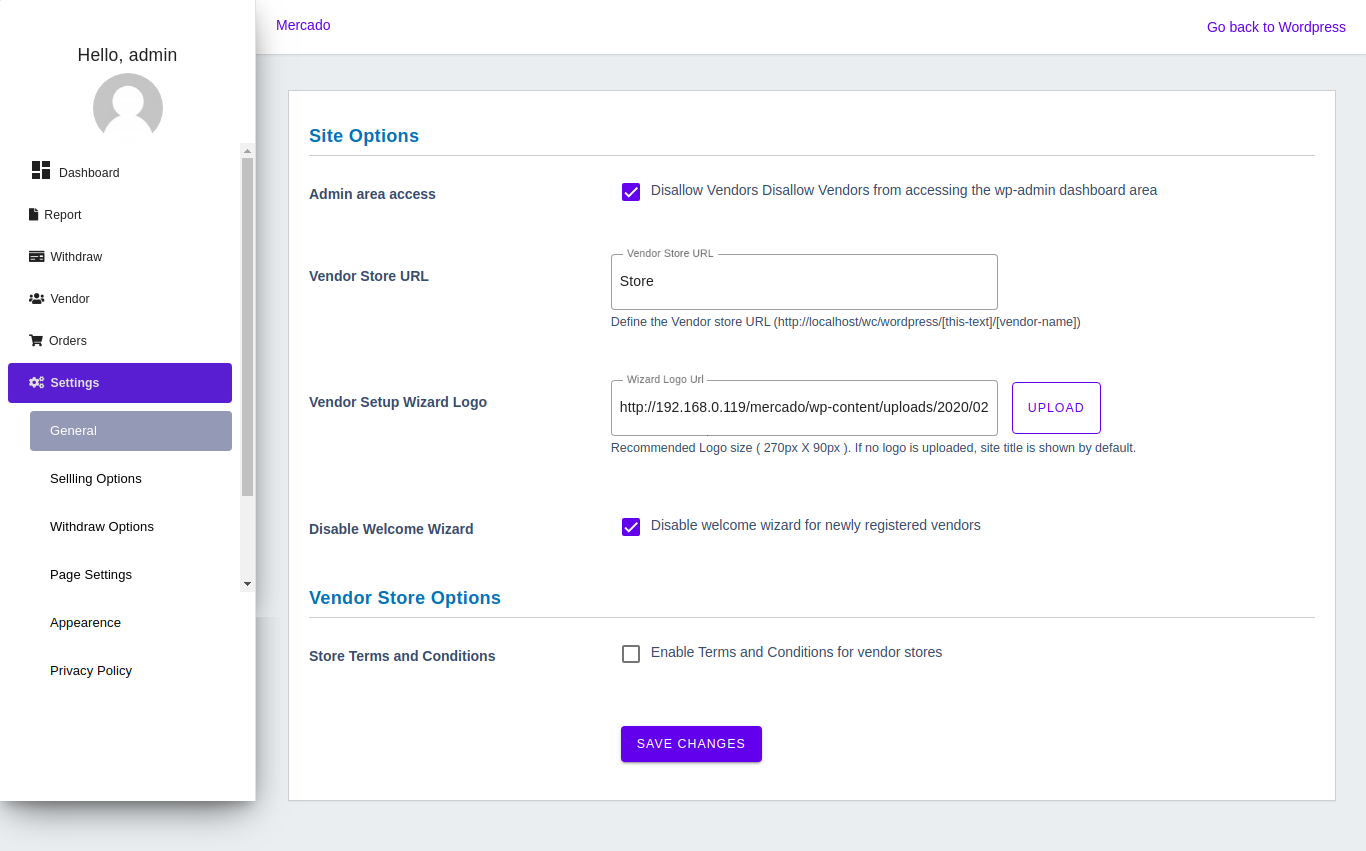 Hello, admin
Dashboard
Report
Withdraw
Vendor
Orders
Settings
General
Sellling Options
Withdraw Options
Page Settings
Appearence
Privacy Policy
Mercado
Go back to Wordpress
Site Options
Admin area access
Disallow Vendors Disallow Vendors from accessing the wp-admin dashboard area
Vendor Store URL
Vendor Store URL
Store
Define the Vendor store URL (http://localhost/wc/wordpress/[this-text]/[vendor-name])
Vendor Setup Wizard Logo
Wizard Logo Url
http://192.168.0.119/mercado/wp-content/uploads/2020/02
UPLOAD
Recommended Logo size ( 270px X 90px ). If no logo is uploaded, site title is shown by default.
Disable Welcome Wizard
Disable welcome wizard for newly registered vendors
Vendor Store Options
Store Terms and Conditions
Enable Terms and Conditions for vendor stores
SAVE CHANGES